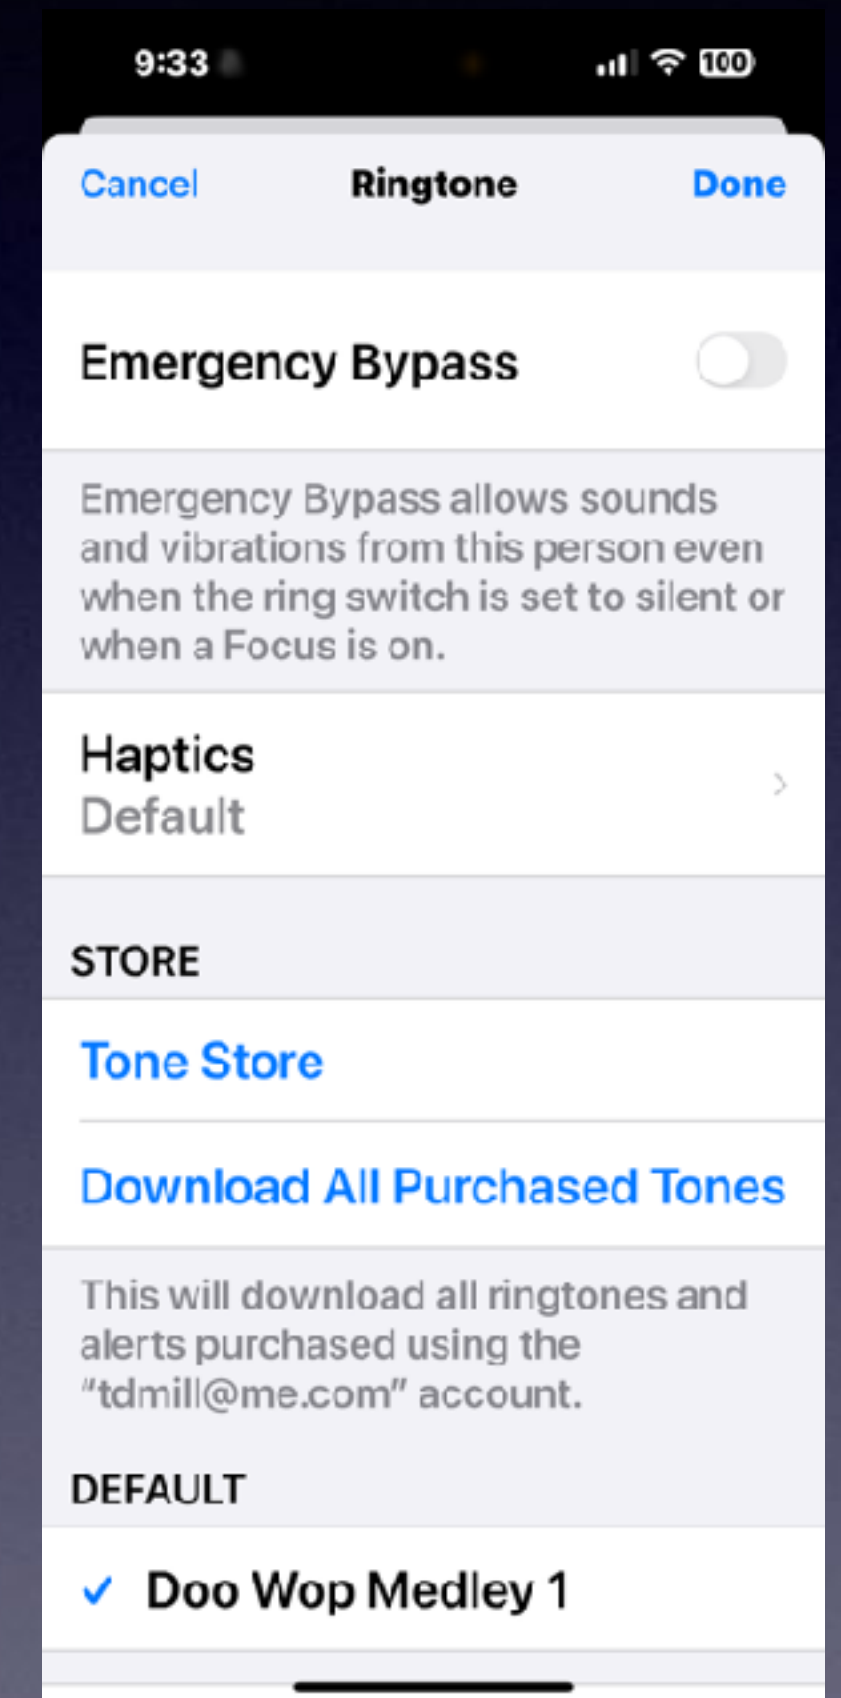 9:33
100
Cancel Ringtone Done
Emergency Bypass
Emergency Bypass allows sounds
and vibrations from this person even
when the ring switch is set to silent or
when a Focus is on.
Haptics
Default
STORE
Tone Store
Download All Purchased Tones
This will download all ringtones and
alerts purchased using the
“tdmill@me.com” account.
DEFAULT
Doo Wop Medley 1